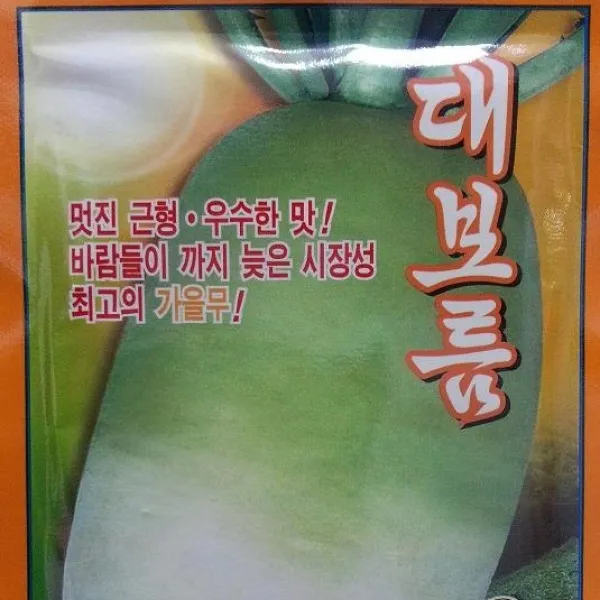 대보름
멋진 근형·우수한 맛!
바람들이 까지 늦은 시장성
최고의 가을무!